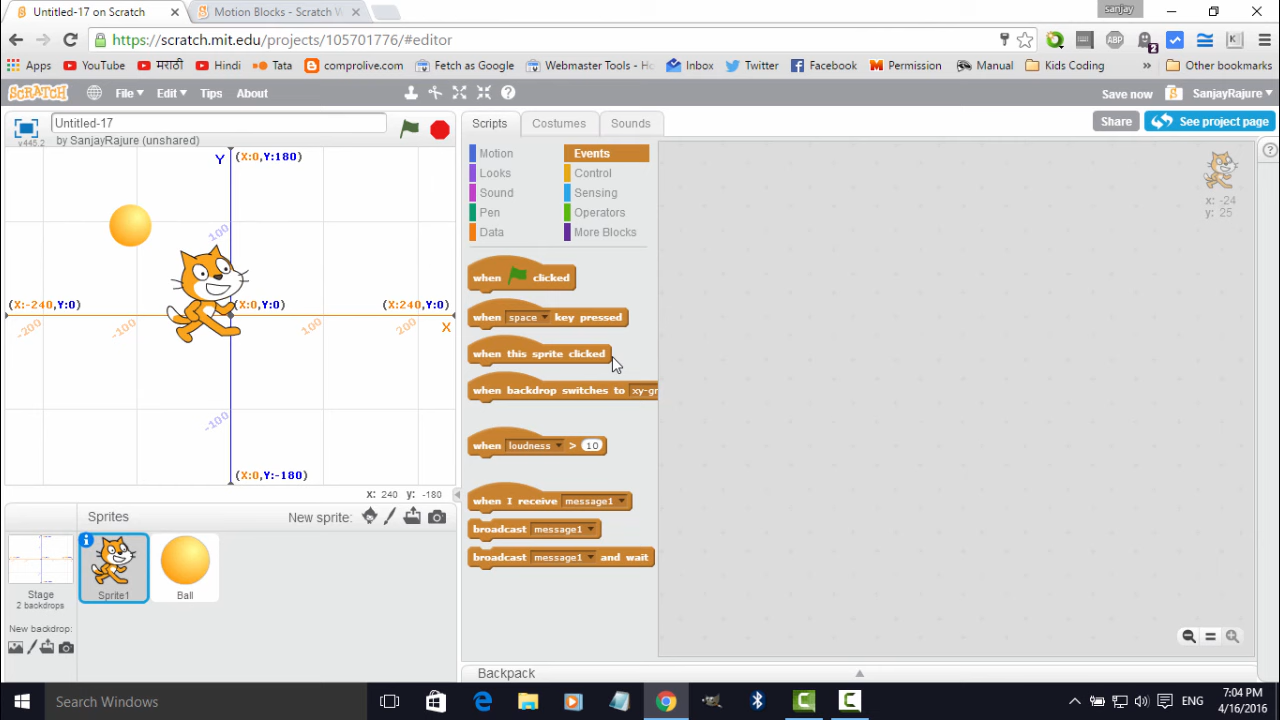 Untitled-17 on Scratch
Motion Blocks - Scratch W
sanjay
https://scratch.mit.edu/projects/105701776/#editor
Apps
YouTube
मराठी
Hindi
Tata
comprolive.com
Fetch as Google
Webmaster Tools - Ho
Inbox
Twitter
Facebook
Permission
Manual
Kids Coding
»
Other bookmarks
SCRATCH
File
Edit
Tips
About
Save now
SanjayRajure
Untitled-17
by SanjayRajure (unshared)
v445.2
Scripts
Costumes
Sounds
Share
See project page
Motion
Events
Looks
Control
Sound
Sensing
Pen
Operators
Data
More Blocks
x: -24
y: 25
Y
(X:0,Y:180)
100
(X:-240,Y:0)
(X:0,Y:0)
(X:240,Y:0)
-200
-100
100
200
X
-100
(X:0,Y:-180)
x: 240 y: -180
when clicked
when space key pressed
when this sprite clicked
when backdrop switches to xy-gr
when loudness > 10
when I receive message1
broadcast message1
broadcast message1 and wait
Sprites
New sprite:
Stage
2 backdrops
New backdrop:
Sprite1
Ball
Backpack
Search Windows
ENG
7:04 PM
4/16/2016